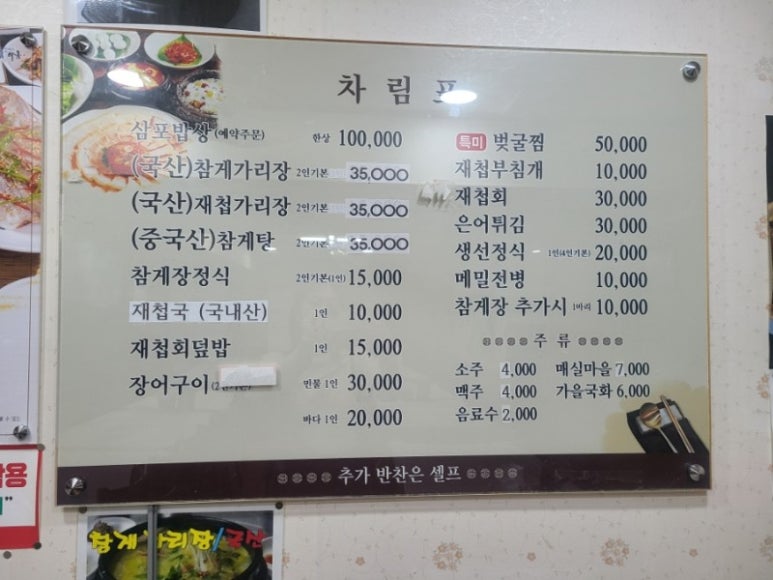 차 림 표
삼포밥상 (예약주문) 한상 100,000
(국산)참게가리장 2인기본 35,000
(국산)재첩가리장 2인기본 35,000
(중국산)참게탕 2인기본 35,000
참게장정식 2인기본(1인) 15,000
재첩국 (국내산) 1인 10,000
재첩회덮밥 1인 15,000
장어구이 민물 1인 30,000
바다 1인 20,000
특미 벚굴찜 50,000
재첩부침개 10,000
재첩회 30,000
은어튀김 30,000
생선정식 1인(4인기본) 20,000
메밀전병 10,000
참게장 추가시 1마리 10,000
주 류
소주 4,000 매실마을 7,000
맥주 4,000 가을국화 6,000
음료수 2,000
추가 반찬은 셀프
참게가리장/국산